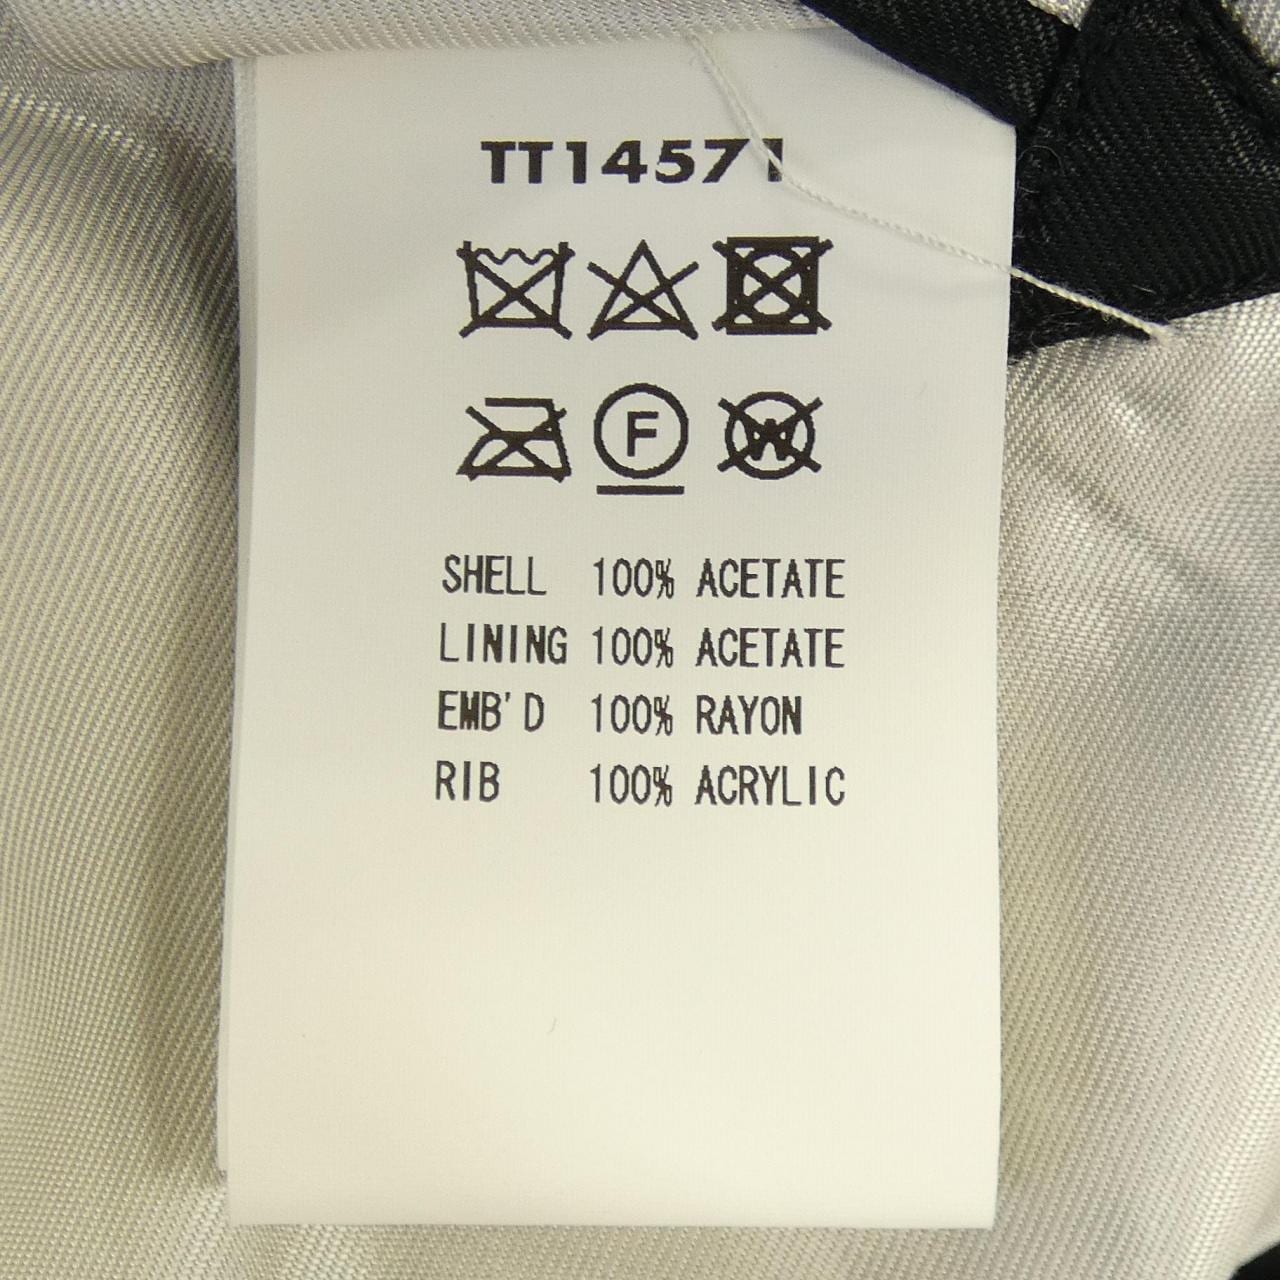 TT14571
F
W
SHELL 100% ACETATE
LINING 100% ACETATE
EMB'D 100% RAYON
RIB 100% ACRYLIC